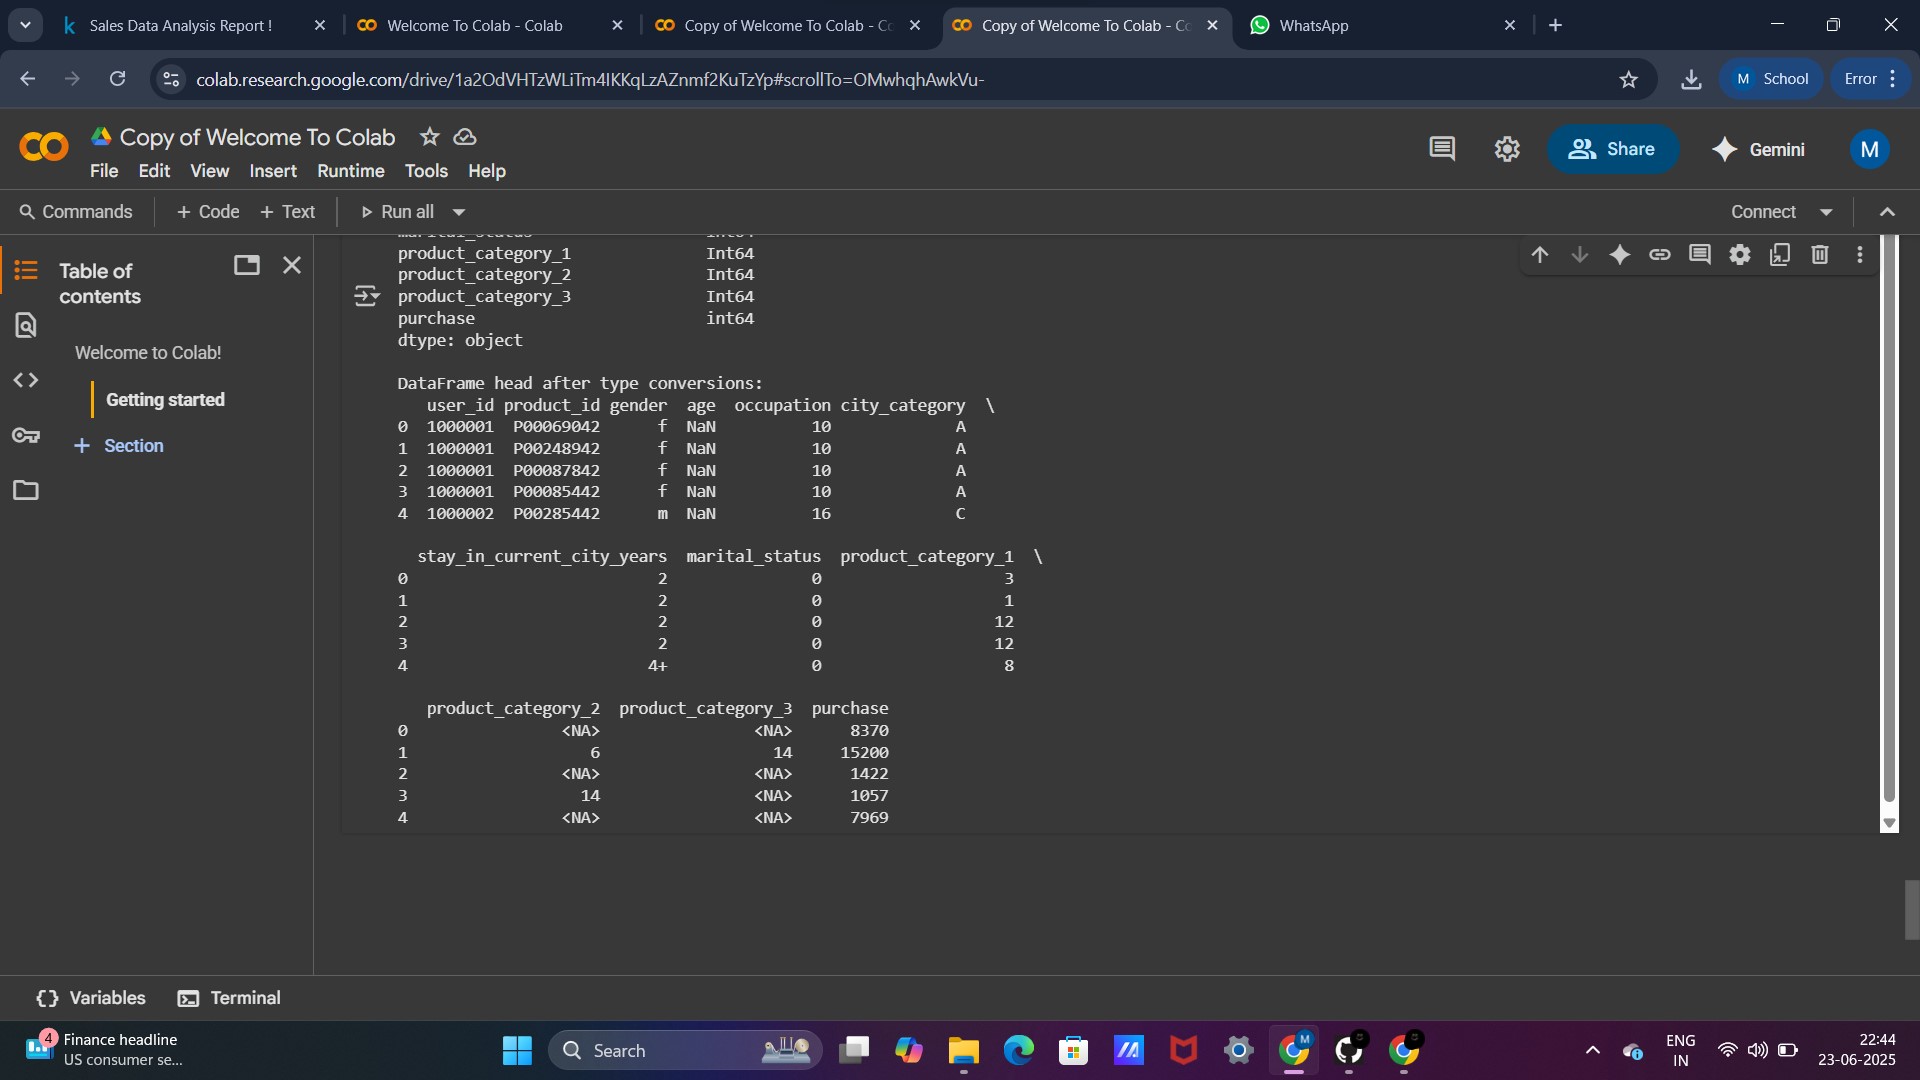 Sales Data Analysis Report !
Welcome To Colab - Colab
Copy of Welcome To Colab - Co
Copy of Welcome To Colab - Co
WhatsApp
colab.research.google.com/drive/1a2OdVHTzWLiTm4IKKqLzAZnmf2KuTzYp#scrollTo=OMwhqhAwkVu-
M School
Error
Copy of Welcome To Colab
File Edit View Insert Runtime Tools Help
Share
Gemini
M
Commands
+ Code + Text
Run all
Connect
Table of
contents
Welcome to Colab!
Getting started
+ Section
marital_status Int64
product_category_1 Int64
product_category_2 Int64
product_category_3 Int64
purchase int64
dtype: object
DataFrame head after type conversions:
user_id product_id gender age occupation city_category \
0 1000001 P00069042 f NaN 10 A
1 1000001 P00248942 f NaN 10 A
2 1000001 P00087842 f NaN 10 A
3 1000001 P00085442 f NaN 10 A
4 1000002 P00285442 m NaN 16 C
stay_in_current_city_years marital_status product_category_1 \
0 2 0 3
1 2 0 1
2 2 0 12
3 2 0 12
4 4+ 0 8
product_category_2 product_category_3 purchase
0 <NA> <NA> 8370
1 6 14 15200
2 <NA> <NA> 1422
3 14 <NA> 1057
4 <NA> <NA> 7969
Variables
Terminal
4
Finance headline
US consumer se...
Search
M
ENG
IN
22:44
23-06-2025